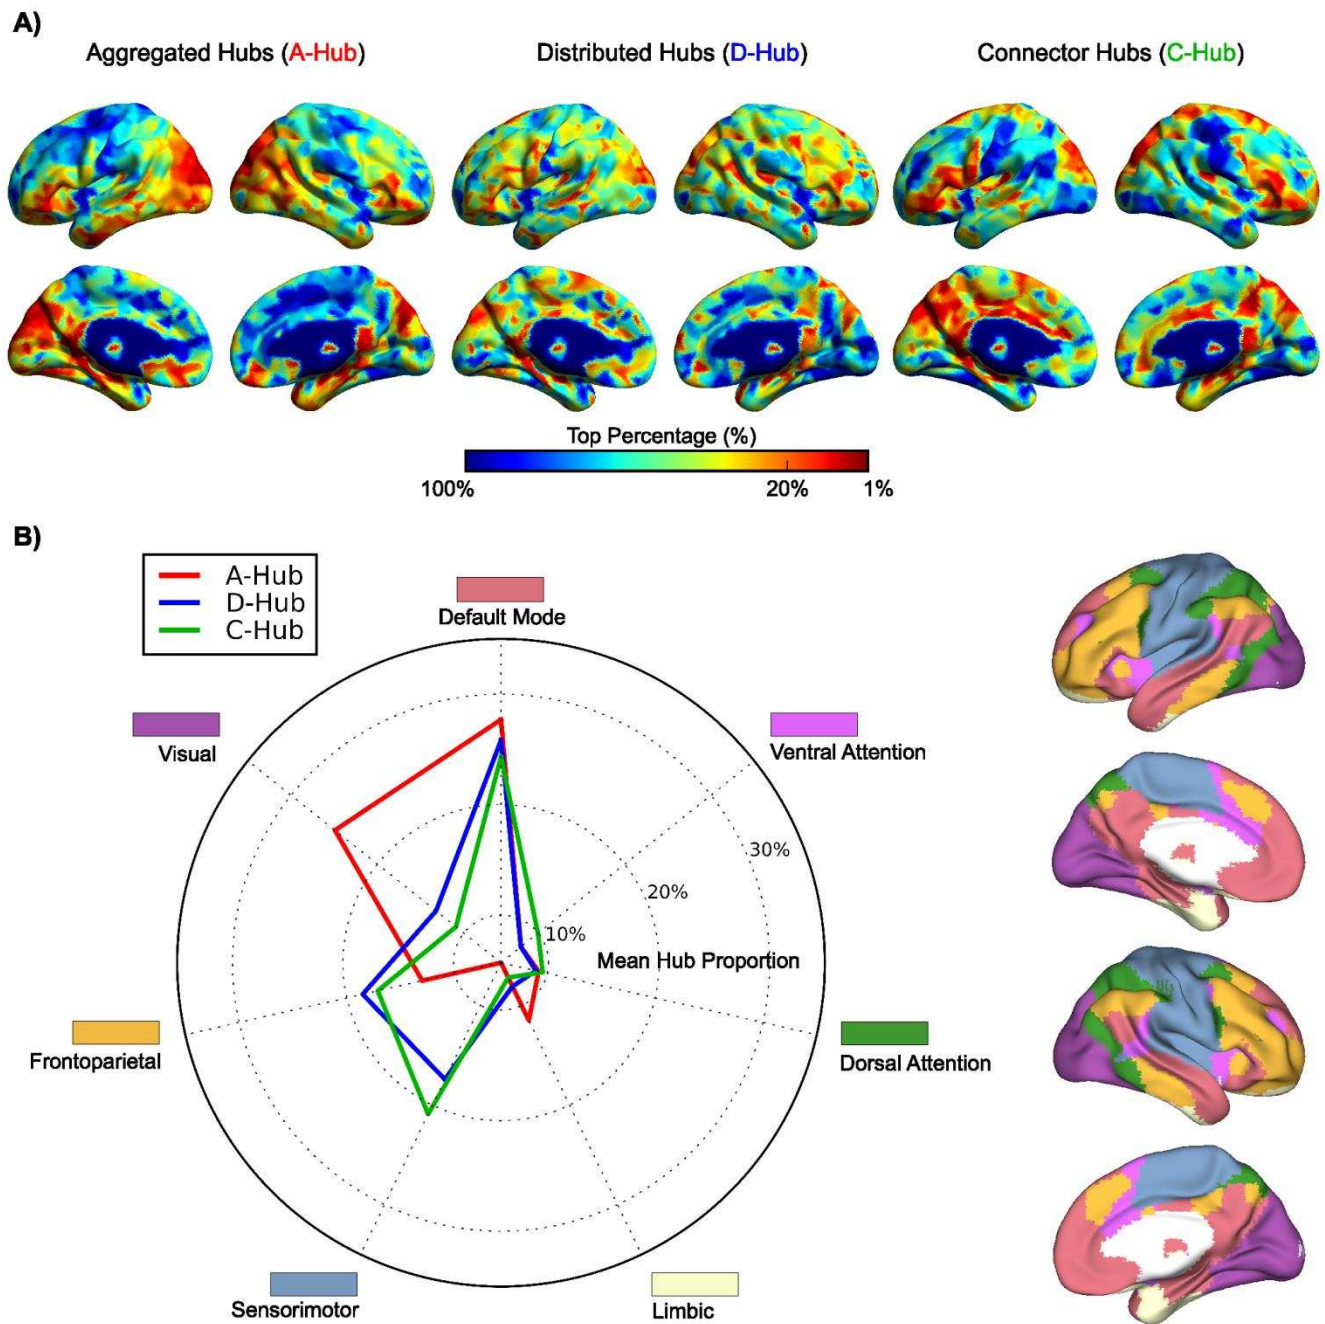 A)
Aggregated Hubs (A-Hub)
Distributed Hubs (D-Hub)
Connector Hubs (C-Hub)
Top Percentage (%)
100%
20%
1%
B)
A-Hub
D-Hub
C-Hub
Default Mode
Visual
Ventral Attention
30%
20%
10%
Mean Hub Proportion
Frontoparietal
Dorsal Attention
Sensorimotor
Limbic